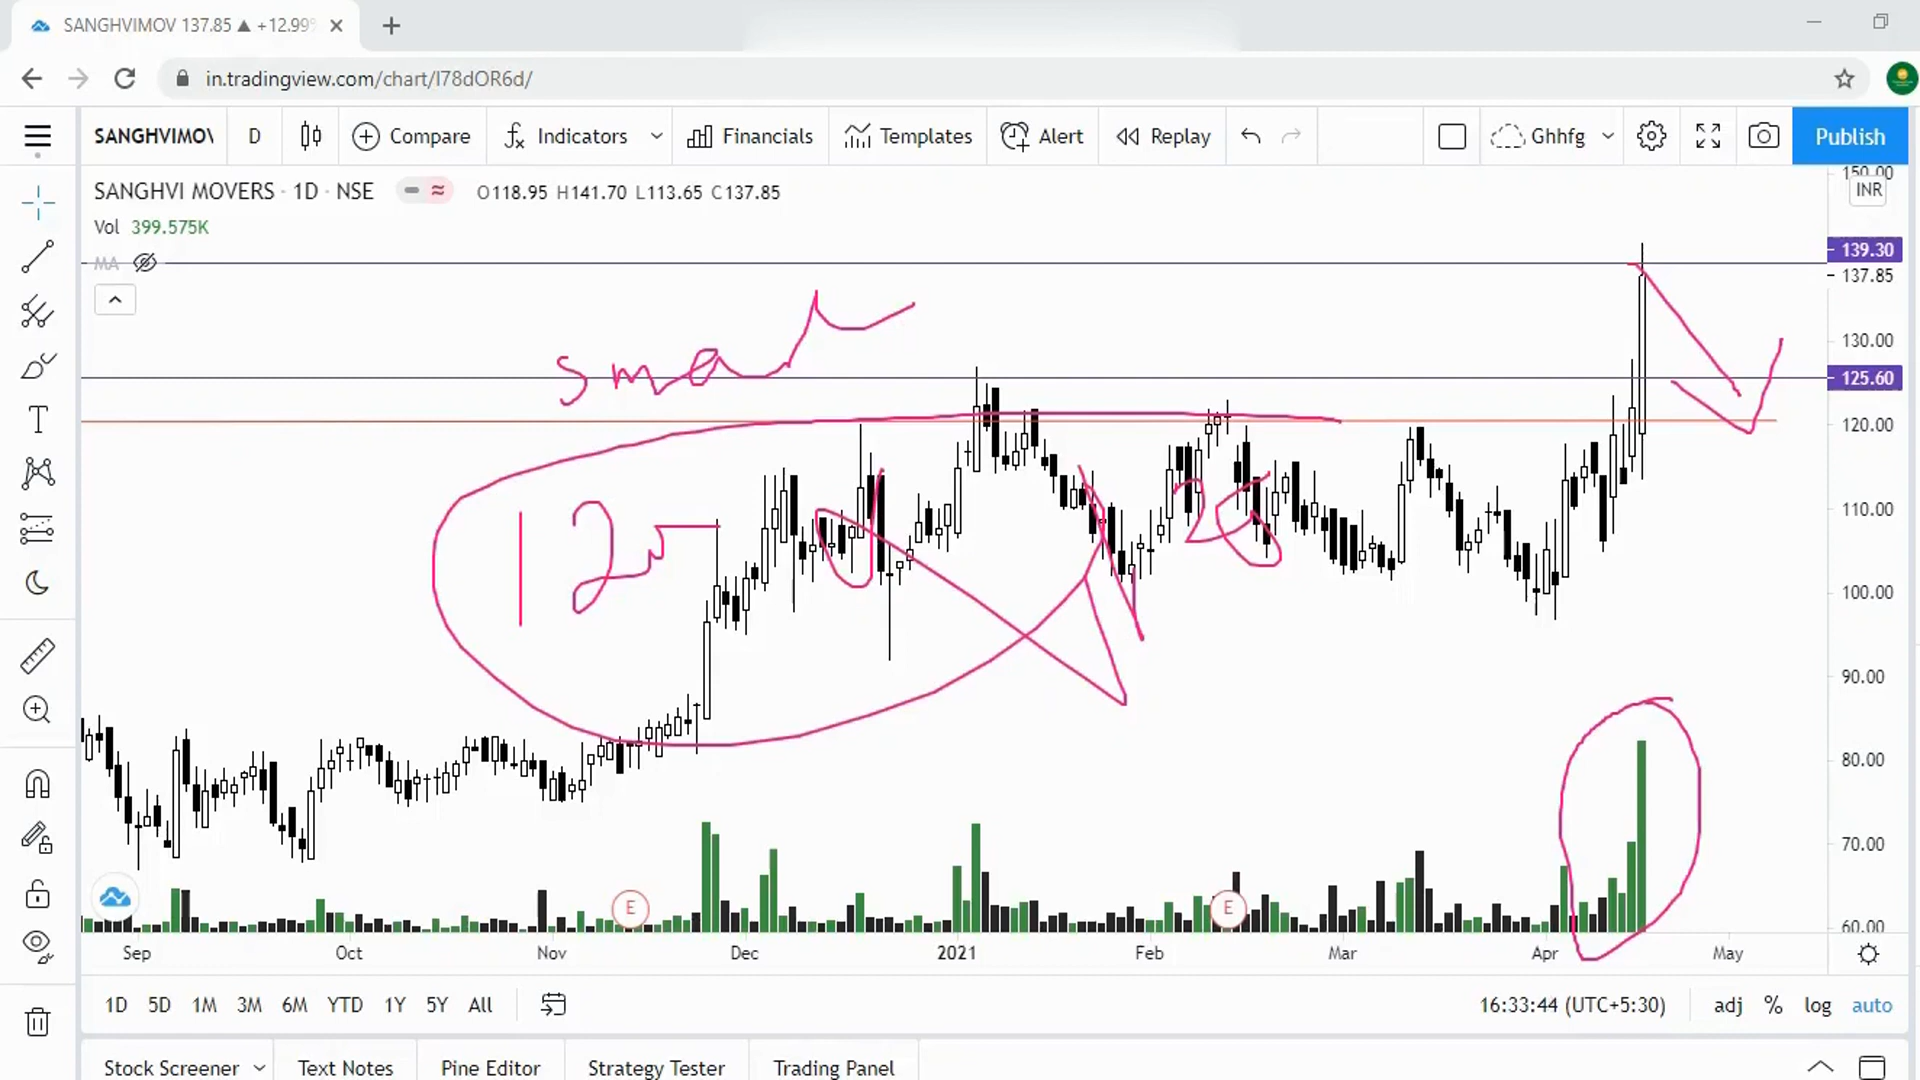 SANGHVIMOV 137.85 ▲ +12.99%
in.tradingview.com/chart/I78dOR6d/
SANGHVIMOV D Compare Indicators Financials Templates Alert Replay Ghhfg Publish
SANGHVI MOVERS · 1D · NSE O118.95 H141.70 L113.65 C137.85
Vol 399.575K
MA
150.00
INR
139.30
137.85
130.00
125.60
120.00
110.00
100.00
90.00
80.00
70.00
60.00
E E
Sep Oct Nov Dec 2021 Feb Mar Apr May
1D 5D 1M 3M 6M YTD 1Y 5Y All 16:33:44 (UTC+5:30) adj % log auto
Stock Screener Text Notes Pine Editor Strategy Tester Trading Panel